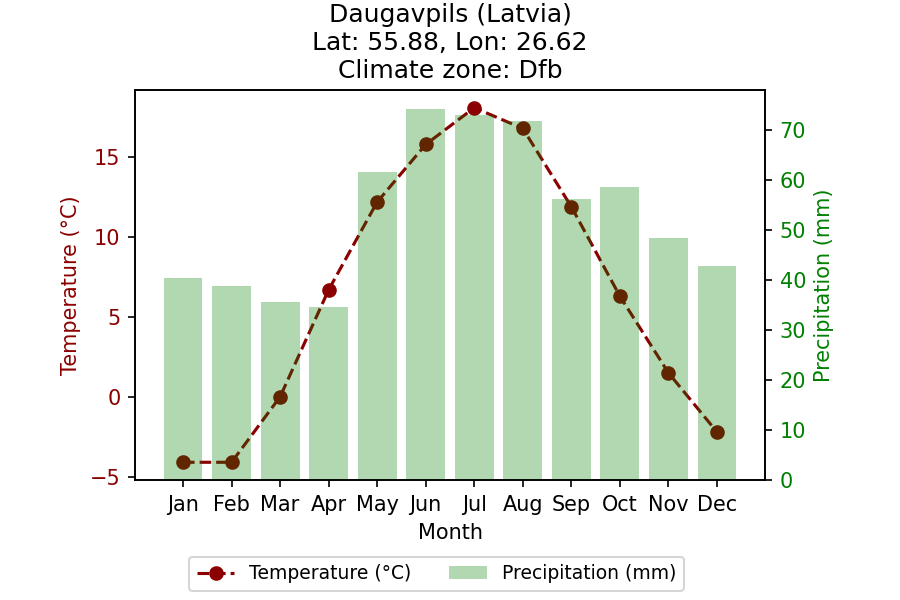 Daugavpils (Latvia)
Lat: 55.88, Lon: 26.62
Climate zone: Dfb
Temperature (°C)
15
10
5
0
−5
70
60
50
40
30
20
10
0
Precipitation (mm)
Jan Feb Mar Apr May Jun Jul Aug Sep Oct Nov Dec
Month
Temperature (°C) Precipitation (mm)